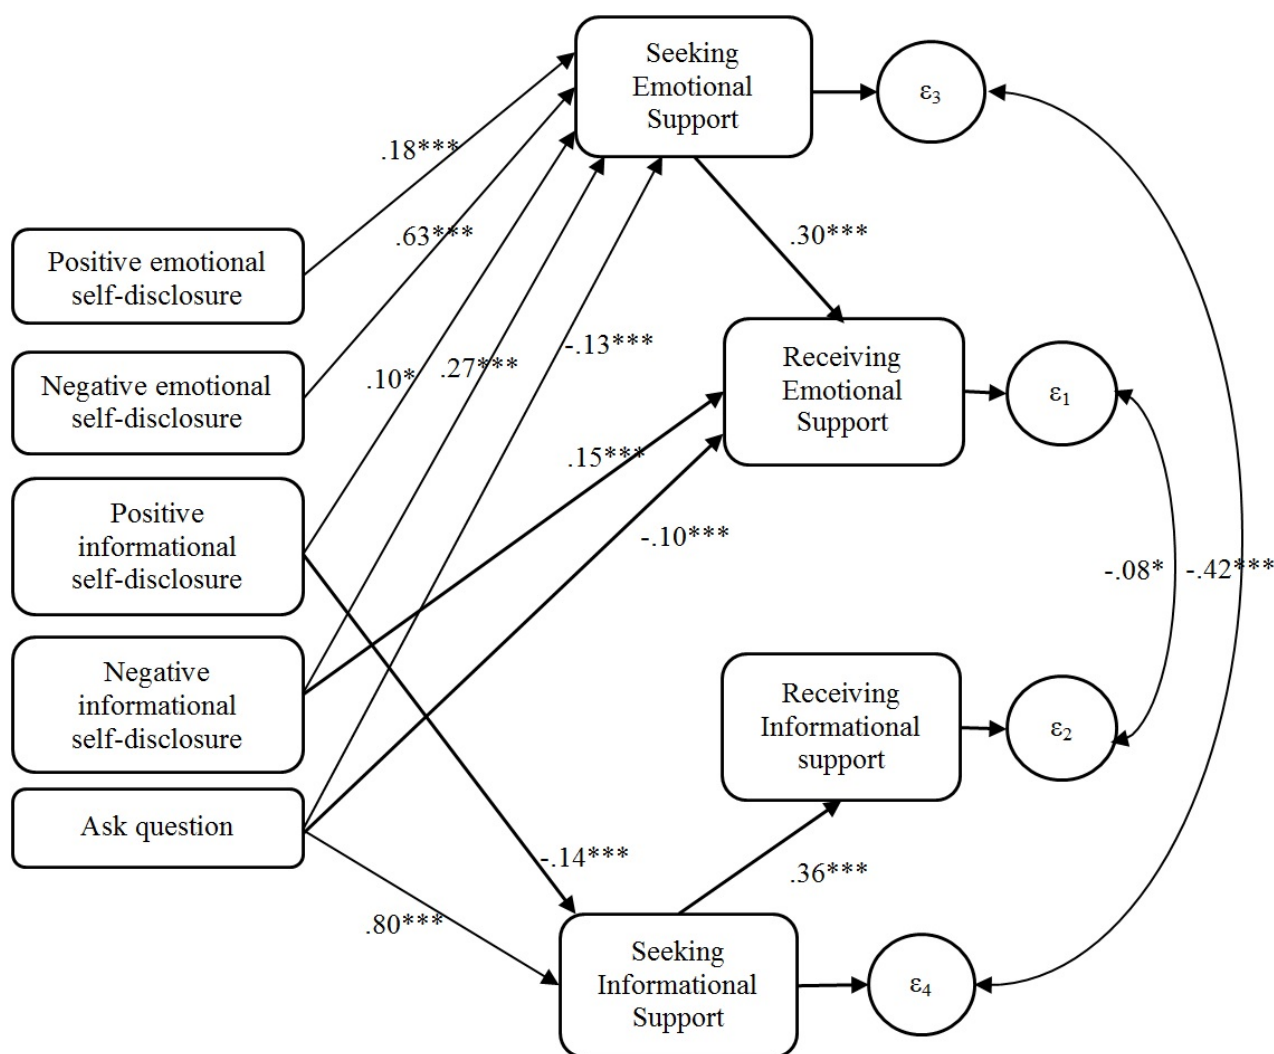 Seeking
Emotional
Support
ε3
.18***
.63***
.30***
Positive emotional
self-disclosure
Negative emotional
self-disclosure
.10*
.27***
-.13***
Receiving
Emotional
Support
ε1
.15***
-.10***
Positive
informational
self-disclosure
-.08*
-.42***
Negative
informational
self-disclosure
Receiving
Informational
support
ε2
Ask question
-.14***
.36***
.80***
Seeking
Informational
Support
ε4